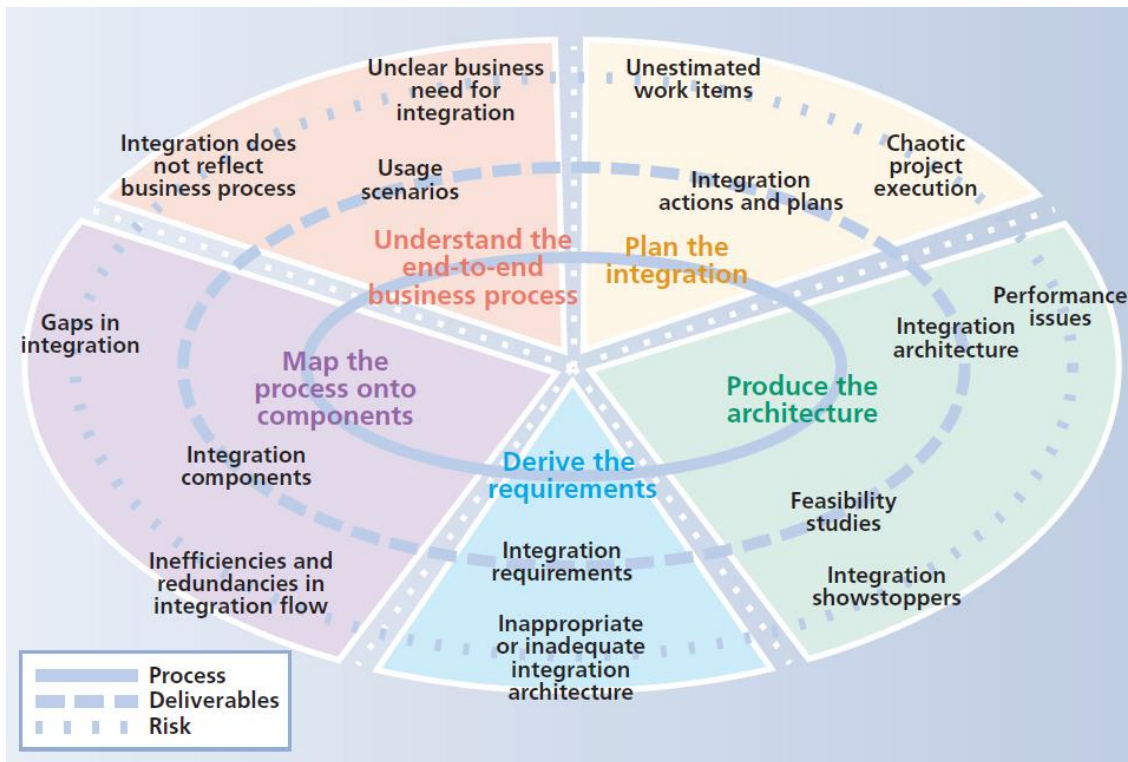 Unclear business
need for
integration
Unestimated
work items
Integration does
not reflect
business process
Chaotic
project
execution
Usage
scenarios
Integration
actions and plans
Understand the
end-to-end
business process
Plan the
integration
Performance
issues
Gaps in
integration
Integration
architecture
Map the
process onto
components
Produce the
architecture
Integration
components
Derive the
requirements
Feasibility
studies
Inefficiencies and
redundancies in
integration flow
Integration
requirements
Integration
showstoppers
Inappropriate
or inadequate
integration
architecture
Process
Deliverables
Risk